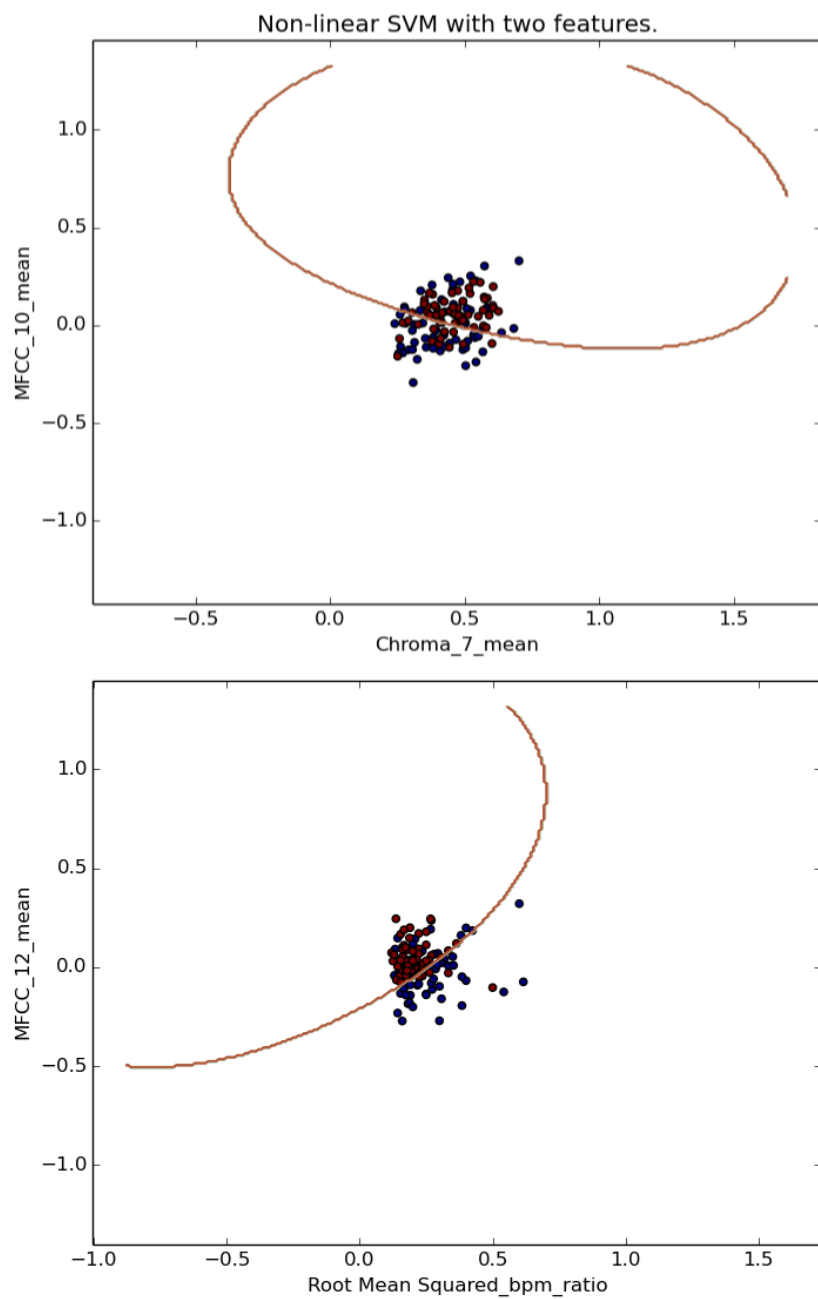 Non-linear SVM with two features.
1.0
0.5
0.0
−0.5
−1.0
MFCC_10_mean
−0.5 0.0 0.5 1.0 1.5
Chroma_7_mean
1.0
0.5
0.0
−0.5
−1.0
MFCC_12_mean
−1.0 −0.5 0.0 0.5 1.0 1.5
Root Mean Squared_bpm_ratio